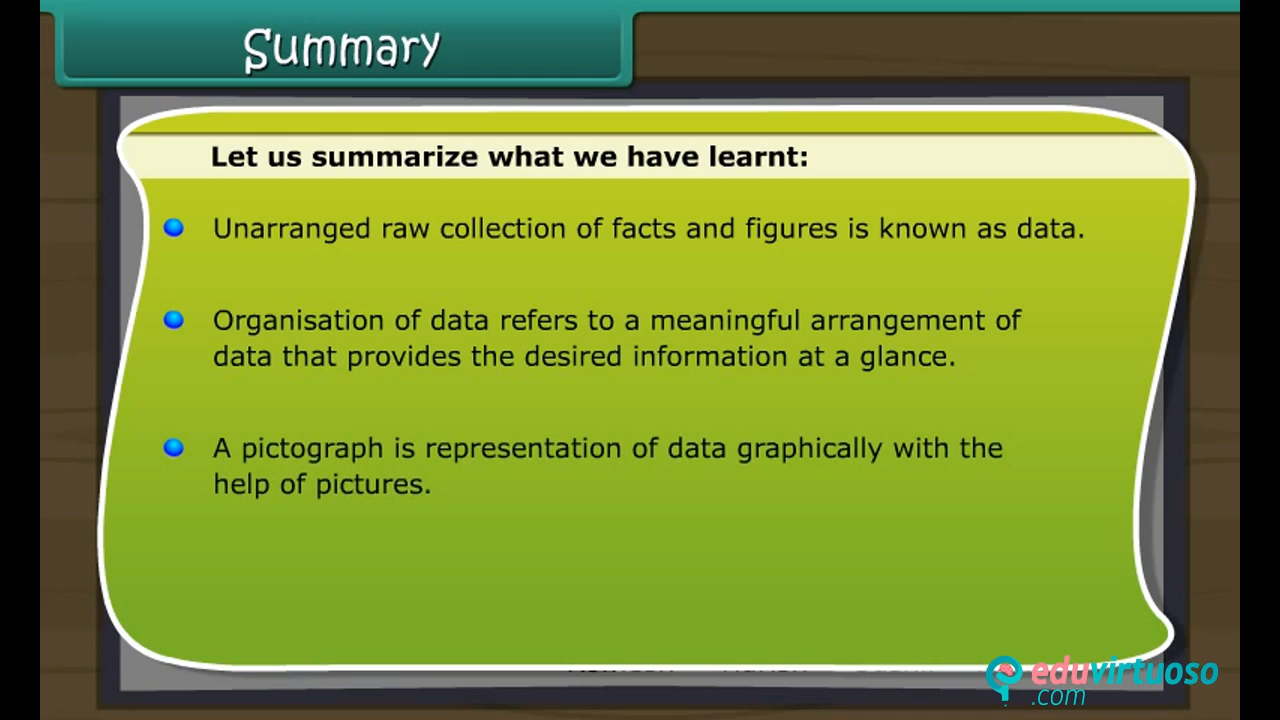 Summary
Let us summarize what we have learnt:
Unarranged raw collection of facts and figures is known as data.
Organisation of data refers to a meaningful arrangement of
data that provides the desired information at a glance.
A pictograph is representation of data graphically with the
help of pictures.
eduvirtuoso
.com